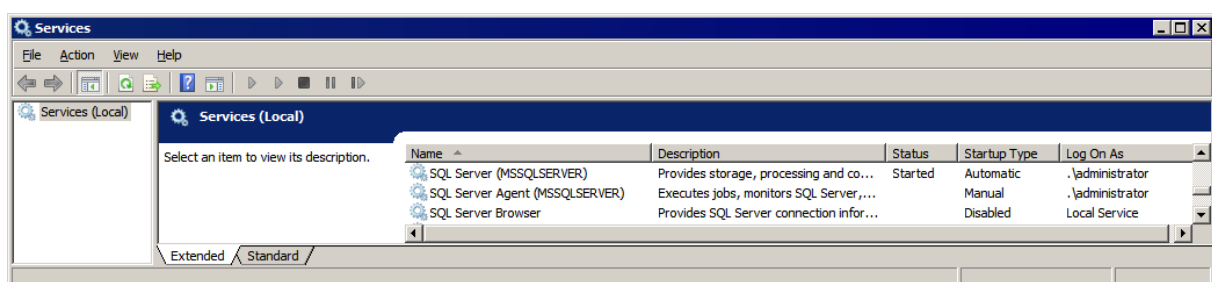 Services
File Action View Help
Services (Local)
Services (Local)
Select an item to view its description.
Name Description Status Startup Type Log On As
SQL Server (MSSQLSERVER) Provides storage, processing and co... Started Automatic .\administrator
SQL Server Agent (MSSQLSERVER) Executes jobs, monitors SQL Server,... Manual .\administrator
SQL Server Browser Provides SQL Server connection infor... Disabled Local Service
Extended Standard